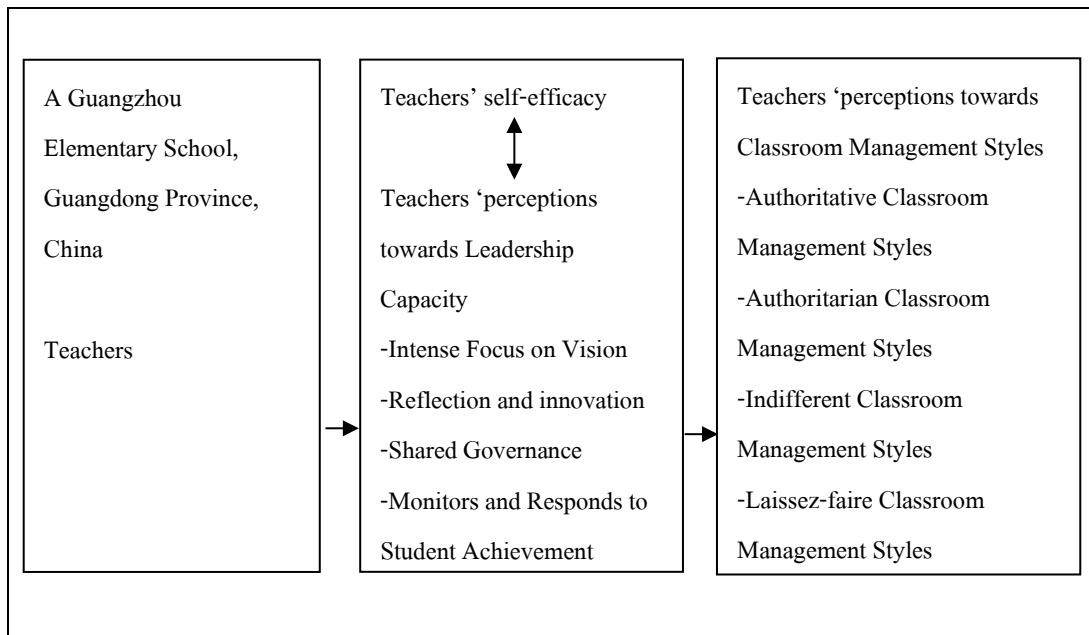 A Guangzhou
Elementary School,
Guangdong Province,
China
Teachers
Teachers’ self-efficacy
Teachers ‘perceptions
towards Leadership
Capacity
-Intense Focus on Vision
-Reflection and innovation
-Shared Governance
-Monitors and Responds to
Student Achievement
Teachers ‘perceptions towards
Classroom Management Styles
-Authoritative Classroom
Management Styles
-Authoritarian Classroom
Management Styles
-Indifferent Classroom
Management Styles
-Laissez-faire Classroom
Management Styles